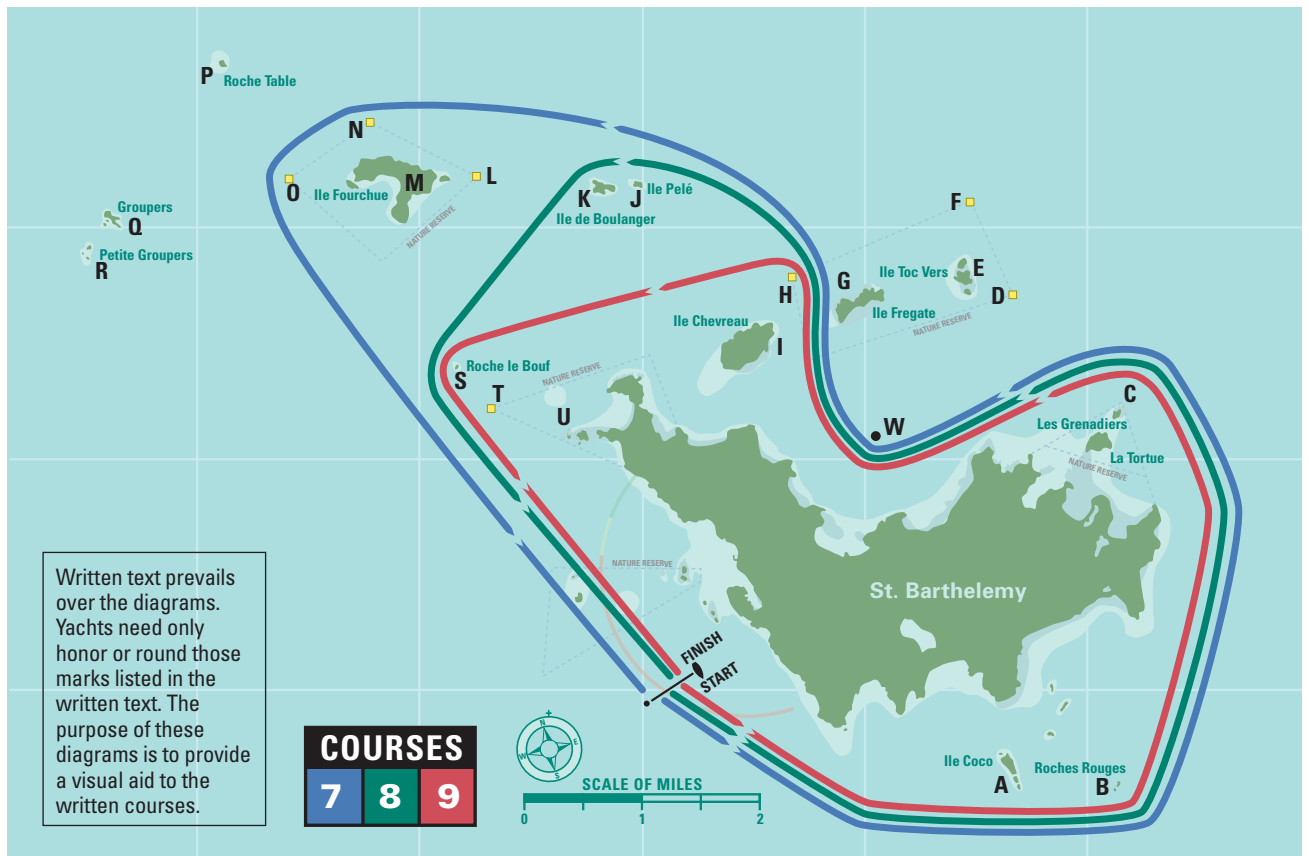 P
Roche Table
N
O
Ile Fourchue
M
L
NATURE RESERVE
Groupers
Q
Petite Groupers
R
K
J
Ile Pelé
Ile de Boulanger
F
E
Ile Toc Vers
D
G
H
Ile Fregate
NATURE RESERVE
Ile Chevreau
I
S
Roche le Bouf
T
NATURE RESERVE
U
W
C
Les Grenadiers
La Tortue
NATURE RESERVE
NATURE RESERVE
St. Barthelemy
FINISH
START
Ile Coco
A
Roches Rouges
B
Written text prevails
over the diagrams.
Yachts need only
honor or round those
marks listed in the
written text. The
purpose of these
diagrams is to provide
a visual aid to the
written courses.
COURSES
7 8 9
N
E
S
W
SCALE OF MILES
0 1 2